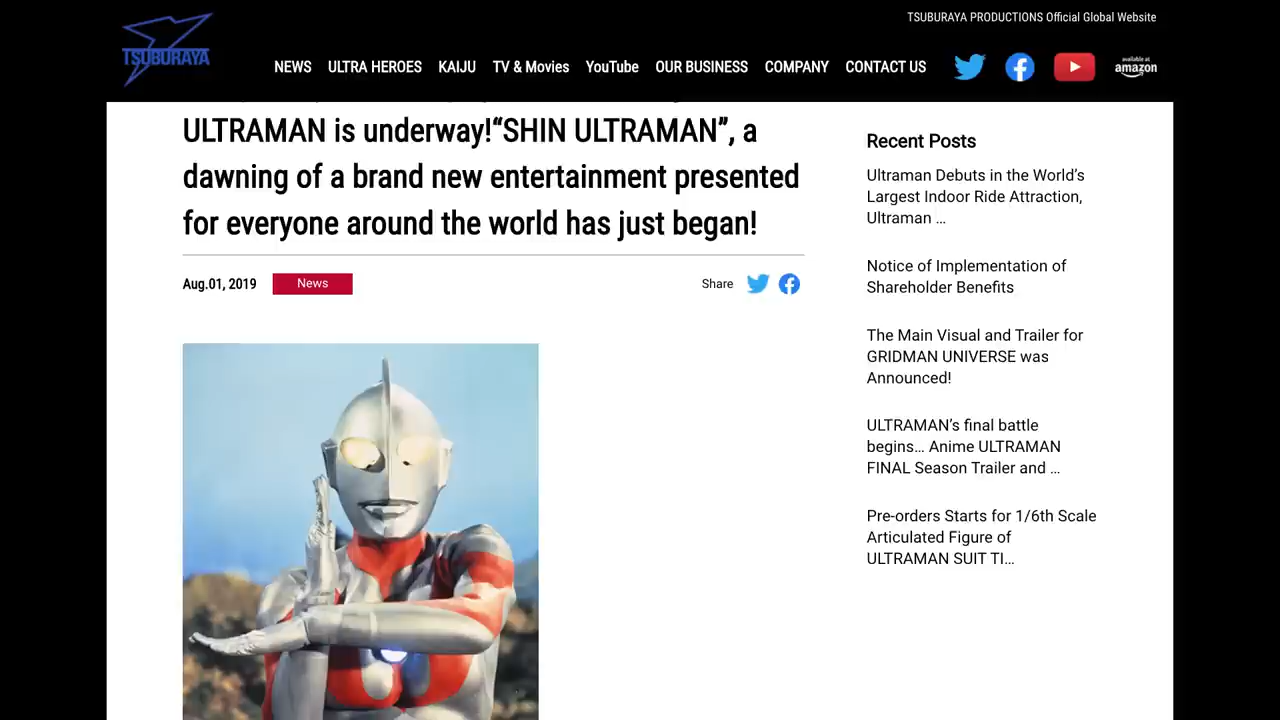 TSUBURAYA PRODUCTIONS Official Global Website
TSUBURAYA
NEWS ULTRA HEROES KAIJU TV & Movies YouTube OUR BUSINESS COMPANY CONTACT US
available at
amazon
ULTRAMAN is underway!“SHIN ULTRAMAN”, a
dawning of a brand new entertainment presented
for everyone around the world has just began!
Aug.01, 2019 News Share
Recent Posts
Ultraman Debuts in the World’s
Largest Indoor Ride Attraction,
Ultraman …
Notice of Implementation of
Shareholder Benefits
The Main Visual and Trailer for
GRIDMAN UNIVERSE was
Announced!
ULTRAMAN’s final battle
begins… Anime ULTRAMAN
FINAL Season Trailer and …
Pre-orders Starts for 1/6th Scale
Articulated Figure of
ULTRAMAN SUIT TI…